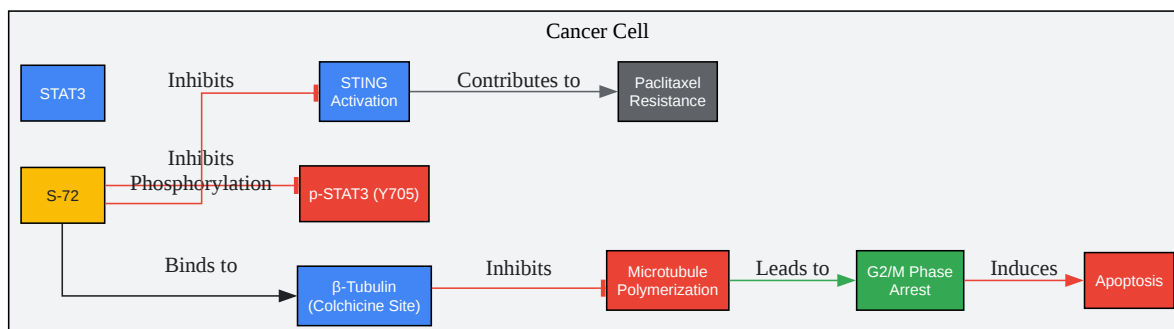 Cancer Cell
STAT3
Inhibits
STING
Activation
Contributes to
Paclitaxel
Resistance
S-72
Inhibits
Phosphorylation
p-STAT3 (Y705)
Binds to
β-Tubulin
(Colchicine Site)
Inhibits
Microtubule
Polymerization
Leads to
G2/M Phase
Arrest
Induces
Apoptosis